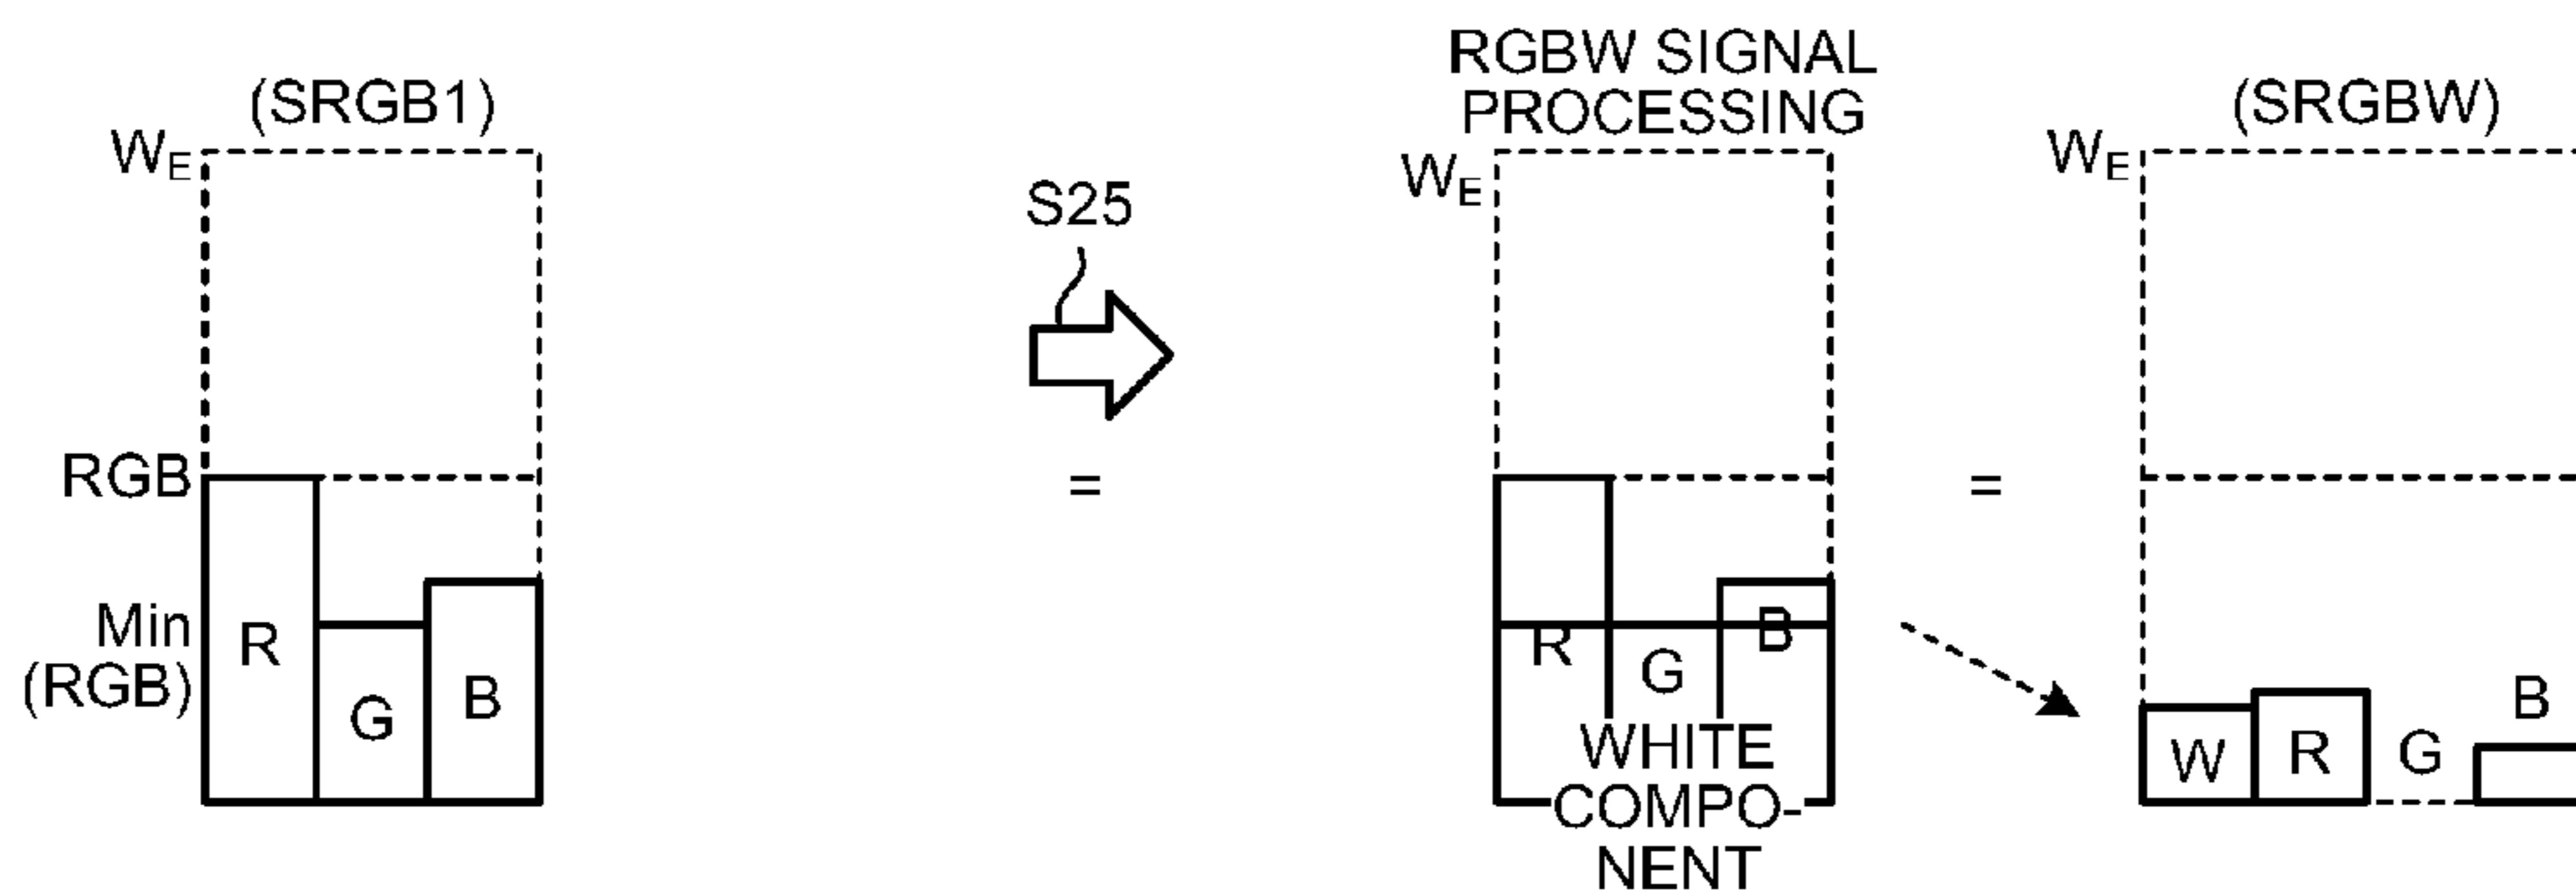 (SRGB1)
W_E
RGB
Min
(RGB)
R
G
B
S25
=
RGBW SIGNAL
PROCESSING
W_E
R
G
B
WHITE
COMPO-
NENT
=
(SRGBW)
W_E
W
R
G
B